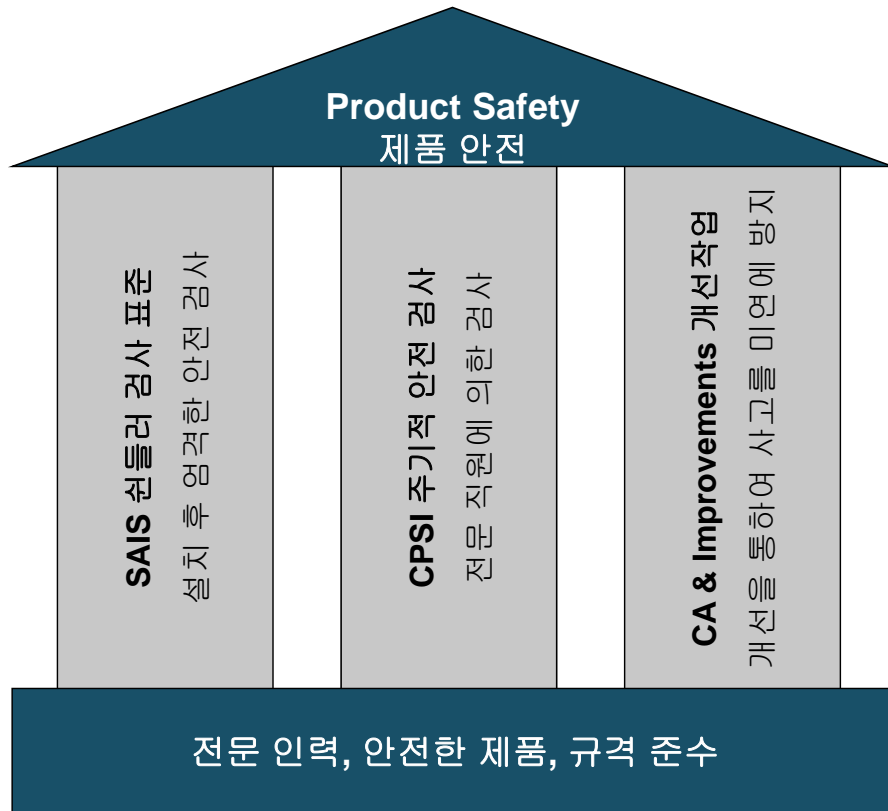 Product Safety
제품 안전
SAIS 쉰들러 검사 표준
설치 후 엄격한 안전 검사
CPSI 주기적 안전 검사
전문 직원에 의한 검사
CA & Improvements 개선작업
개선을 통하여 사고를 미연에 방지
전문 인력, 안전한 제품, 규격 준수